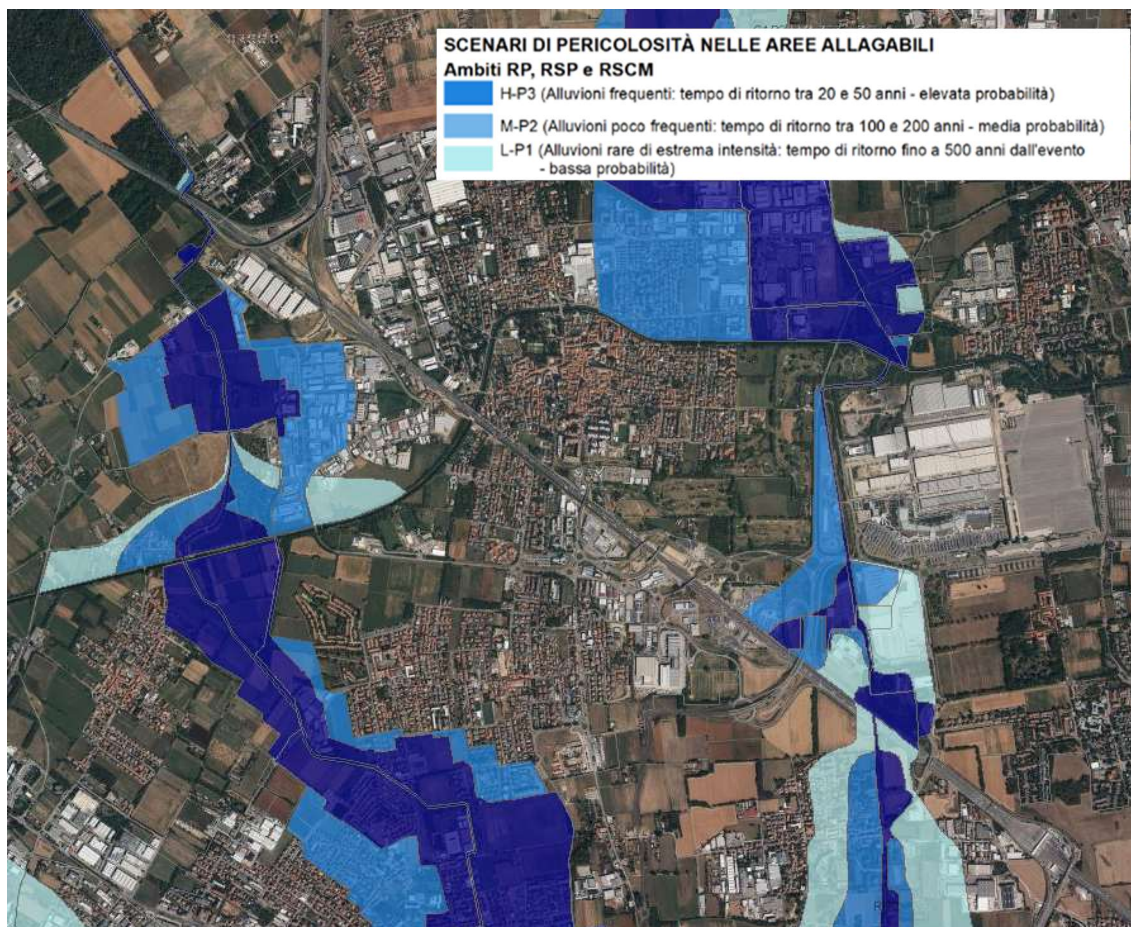 SCENARI DI PERICOLOSITÀ NELLE AREE ALLAGABILI
Ambiti RP, RSP e RSCM
H-P3 (Alluvioni frequenti: tempo di ritorno tra 20 e 50 anni - elevata probabilità)
M-P2 (Alluvioni poco frequenti: tempo di ritorno tra 100 e 200 anni - media probabilità)
L-P1 (Alluvioni rare di estrema intensità: tempo di ritorno fino a 500 anni dall'evento
- bassa probabilità)